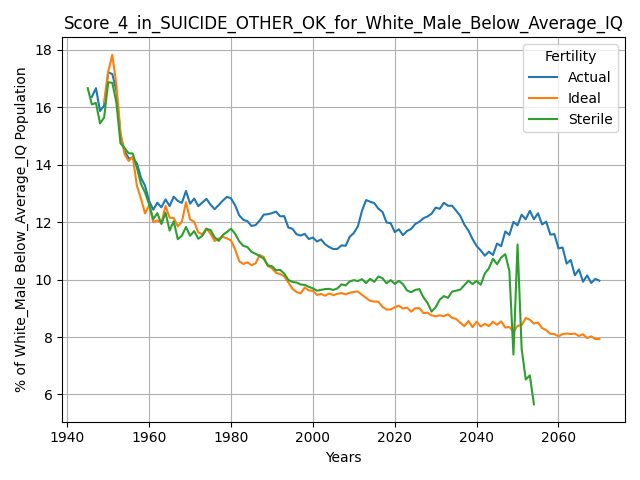 Score_4_in_SUICIDE_OTHER_OK_for_White_Male_Below_Average_IQ
% of White_Male Below_Average_IQ Population
18
16
14
12
10
8
6
Fertility
Actual
Ideal
Sterile
1940 1960 1980 2000 2020 2040 2060
Years